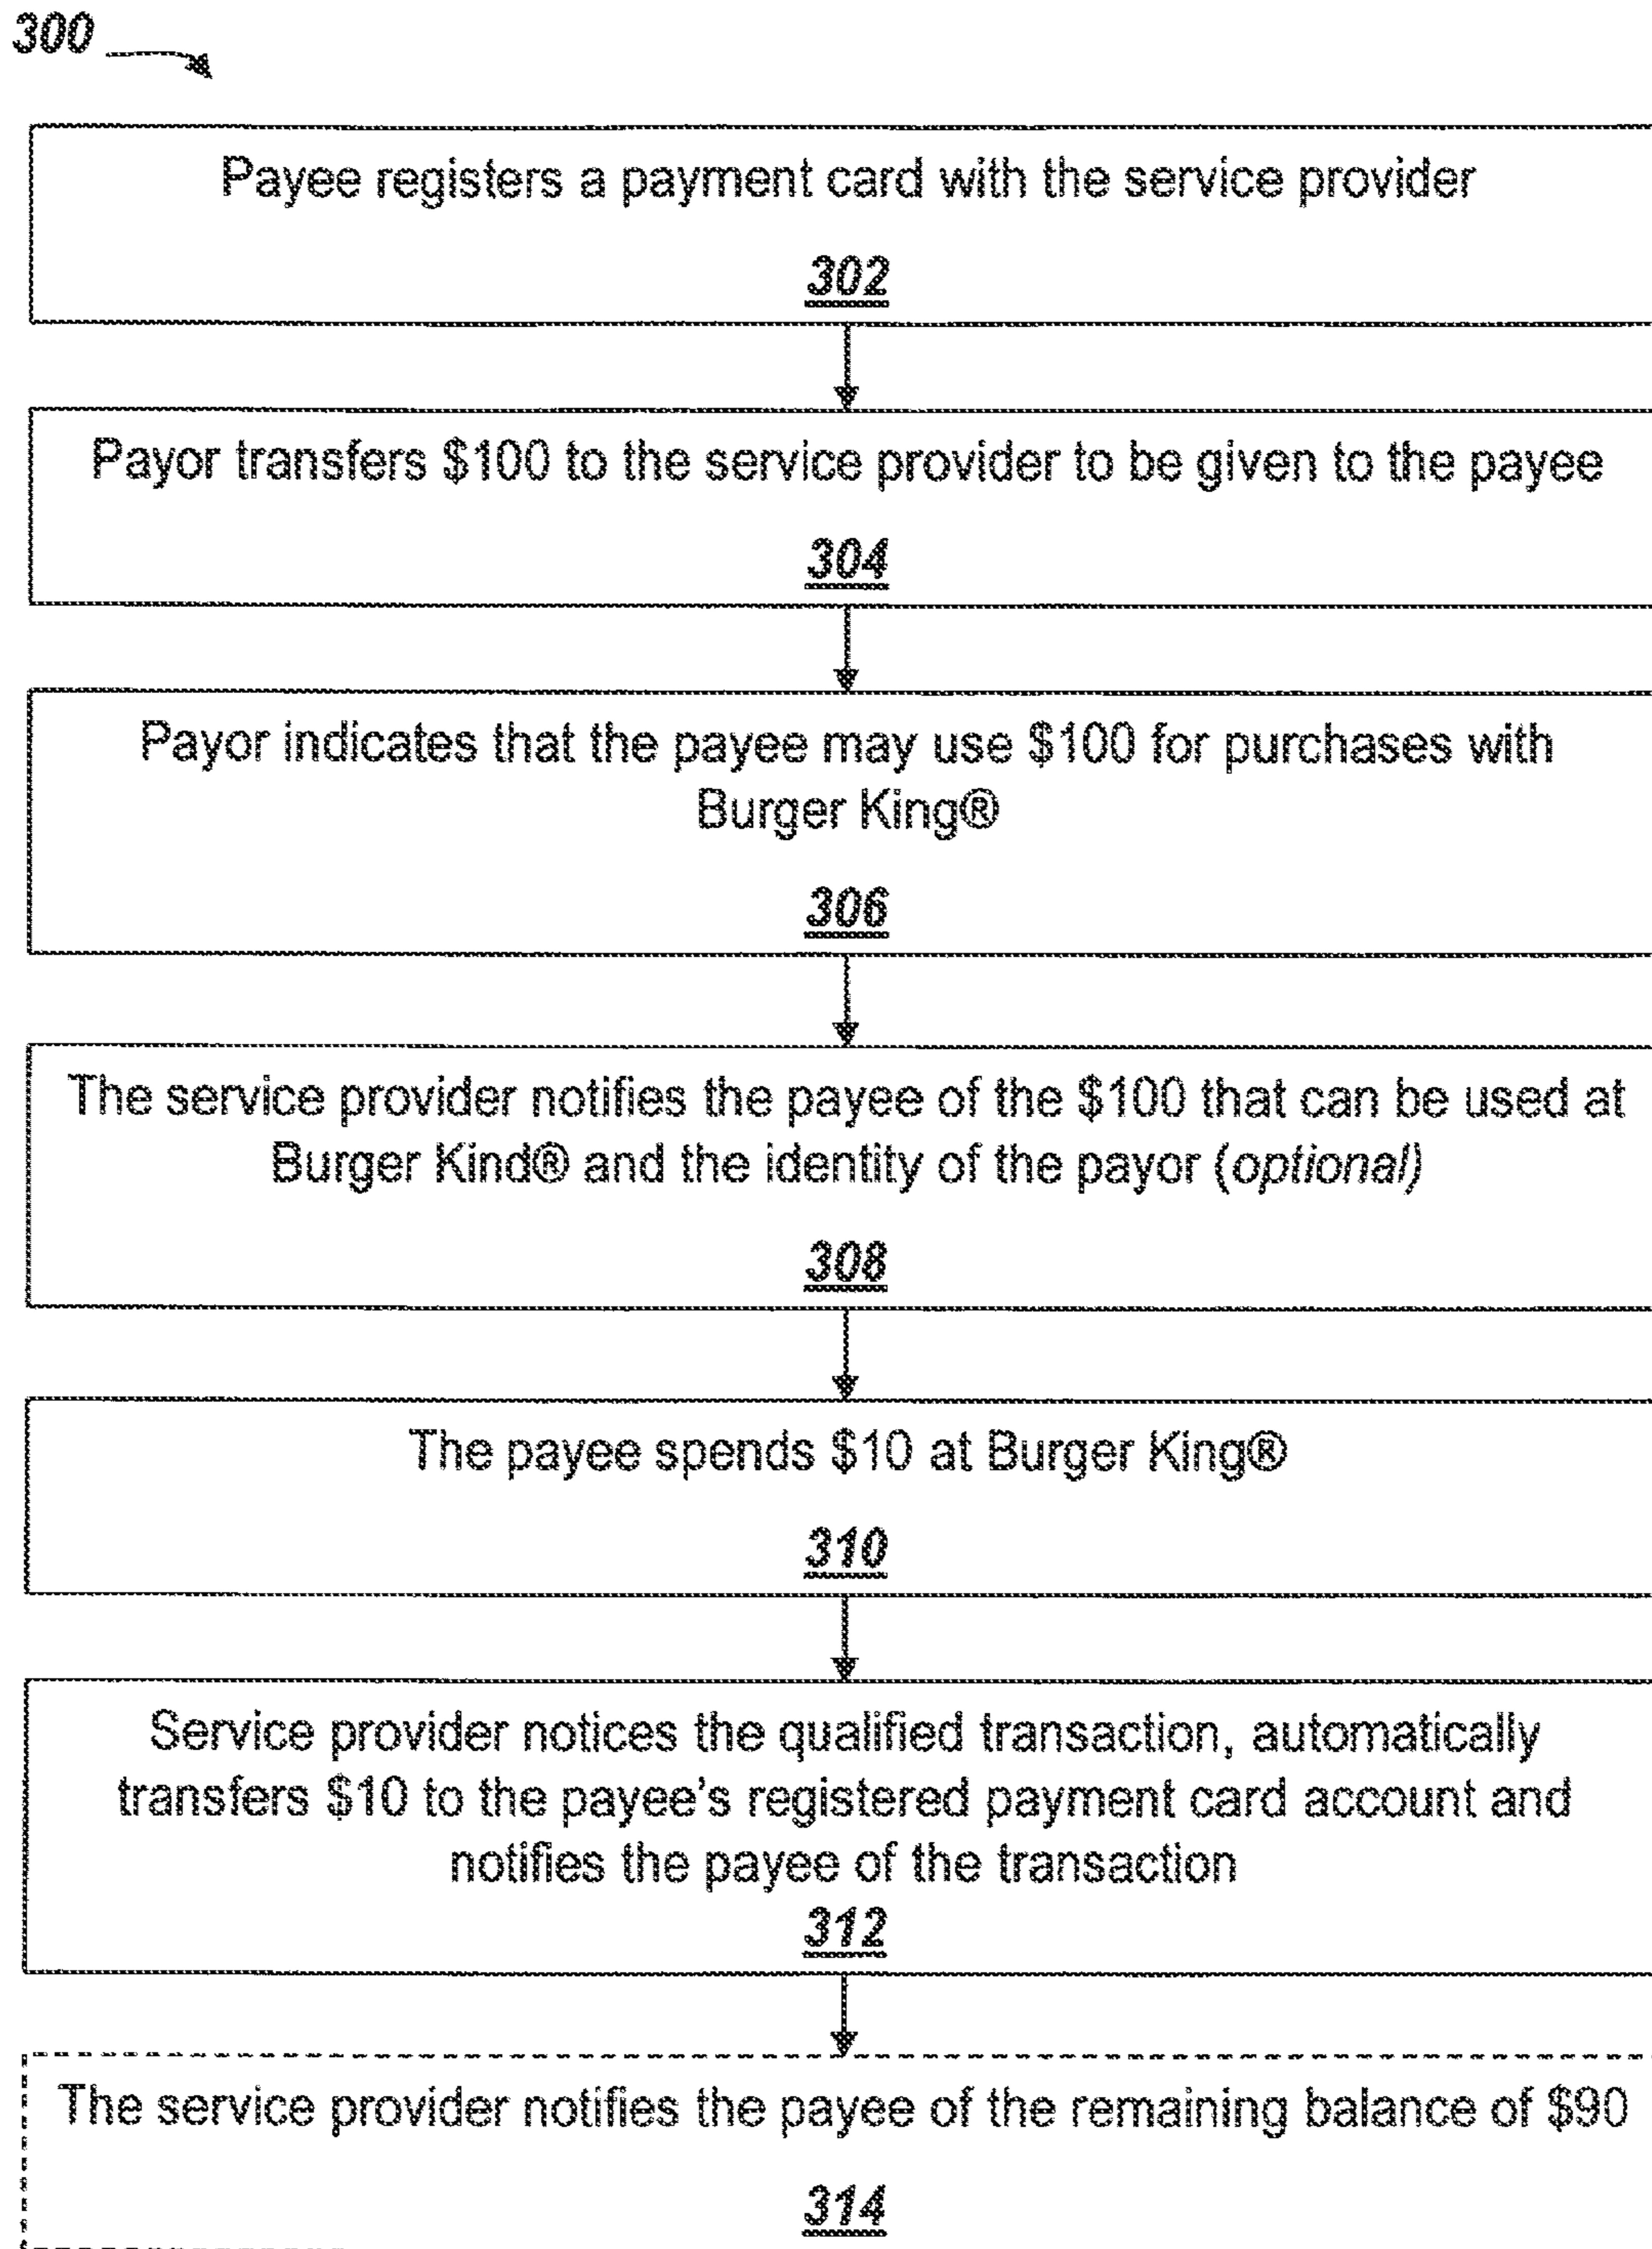 300
Payee registers a payment card with the service provider
302
Payor transfers $100 to the service provider to be given to the payee
304
Payor indicates that the payee may use $100 for purchases with
Burger King®
306
The service provider notifies the payee of the $100 that can be used at
Burger Kind® and the identity of the payor (optional)
308
The payee spends $10 at Burger King®
310
Service provider notices the qualified transaction, automatically
transfers $10 to the payee's registered payment card account and
notifies the payee of the transaction
312
The service provider notifies the payee of the remaining balance of $90
314